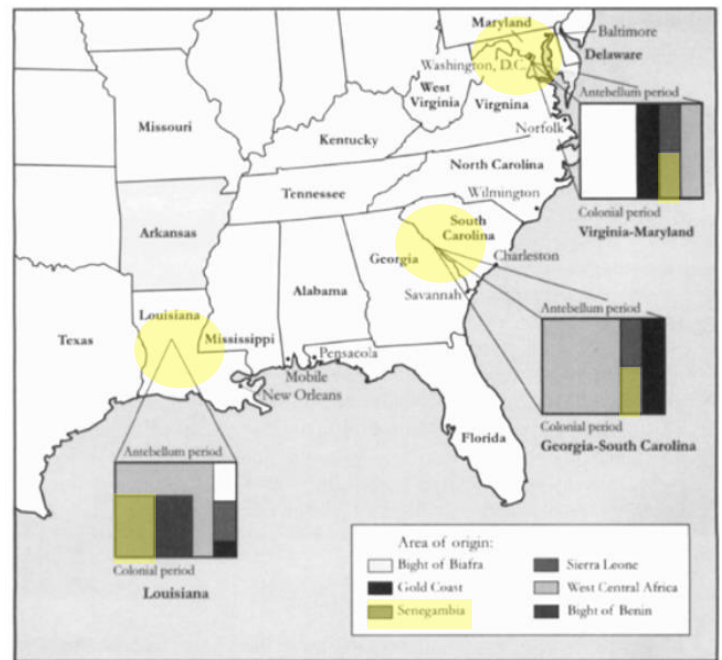 Maryland
Baltimore
Washington, D.C.
Delaware
West
Virginia
Virgnina
Antebellum period
Missouri
Kentucky
Norfolk
North Carolina
Tennessee
Wilmington
Colonial period
Virginia-Maryland
Arkansas
South
Carolina
Georgia
Charleston
Alabama
Savannah
Louisiana
Mississippi
Texas
Antebellum period
Pensacola
Mobile
New Orleans
Colonial period
Georgia-South Carolina
Florida
Antebellum period
Colonial period
Louisiana
Area of origin:
Bight of Biafra
Sierra Leone
Gold Coast
West Central Africa
Senegambia
Bight of Benin